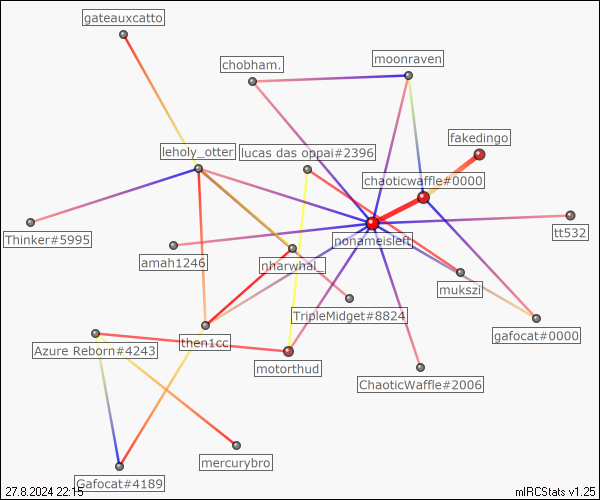 gateauxcatto
moonraven
chobham.
fakedingo
leholy_otter
lucas das oppai#2396
chaoticwaffle#0000
Thinker#5995
nonameisleft
tt532
amah1246
nharwhal_
mukszi
TripleMidget#8824
gafocat#0000
then1cc
Azure Reborn#4243
motorthud
ChaoticWaffle#2006
mercurybro
Gafocat#4189
27.8.2024 22:15
mIRCStats v1.25